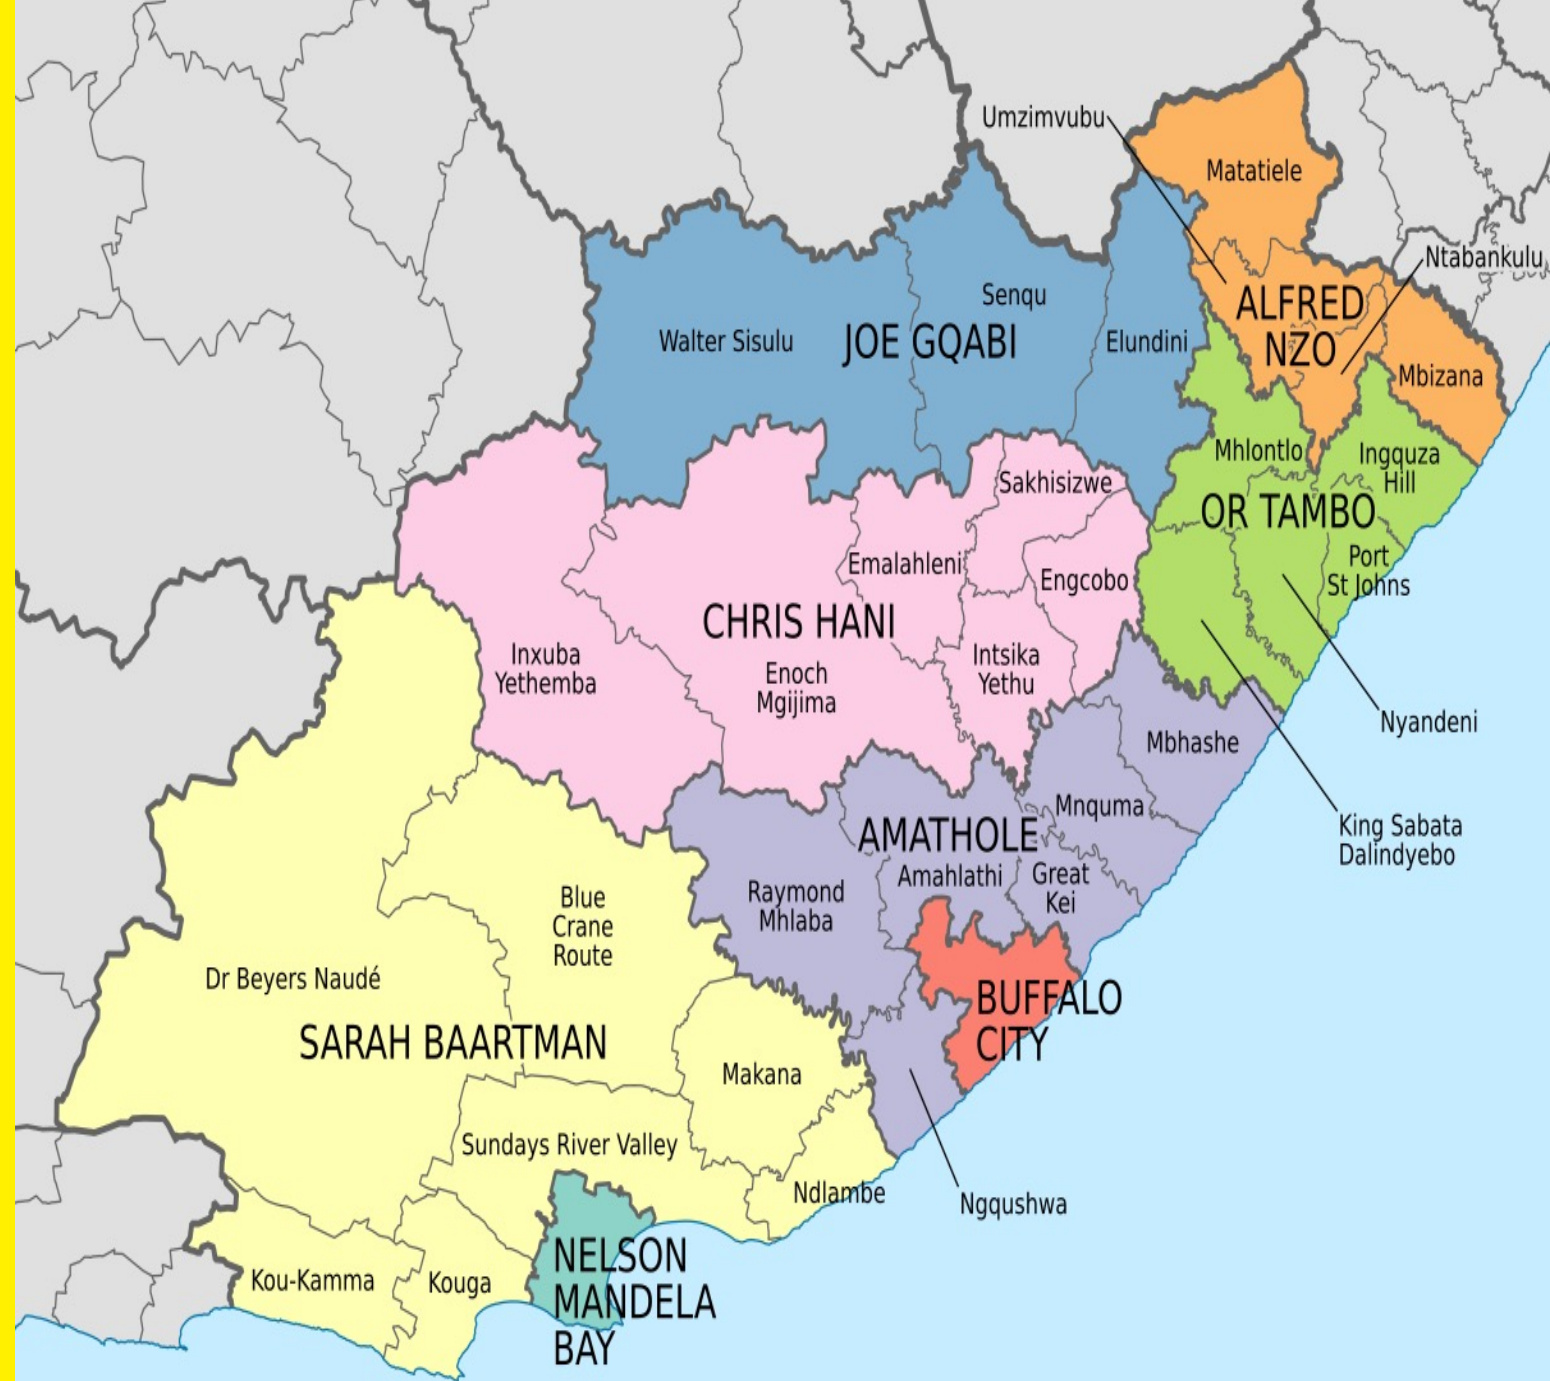 Umzimvubu
Matatiele
Ntabankulu
Senqu
ALFRED
NZO
Walter Sisulu
JOE GQABI
Elundini
Mbizana
Mhlontlo
Ingquza
Hill
Sakhisizwe
OR TAMBO
Emalahleni
Engcobo
Port
St Johns
CHRIS HANI
Inxuba
Yethemba
Enoch
Mgijima
Intsika
Yethu
Nyandeni
Mbhashe
Mnquma
King Sabata
Dalindyebo
AMATHOLE
Amahlathi
Great
Kei
Raymond
Mhlaba
Blue
Crane
Route
Dr Beyers Naudé
BUFFALO
CITY
SARAH BAARTMAN
Makana
Sundays River Valley
Ndlambe
Ngqushwa
Kou-Kamma
Kouga
NELSON
MANDELA
BAY